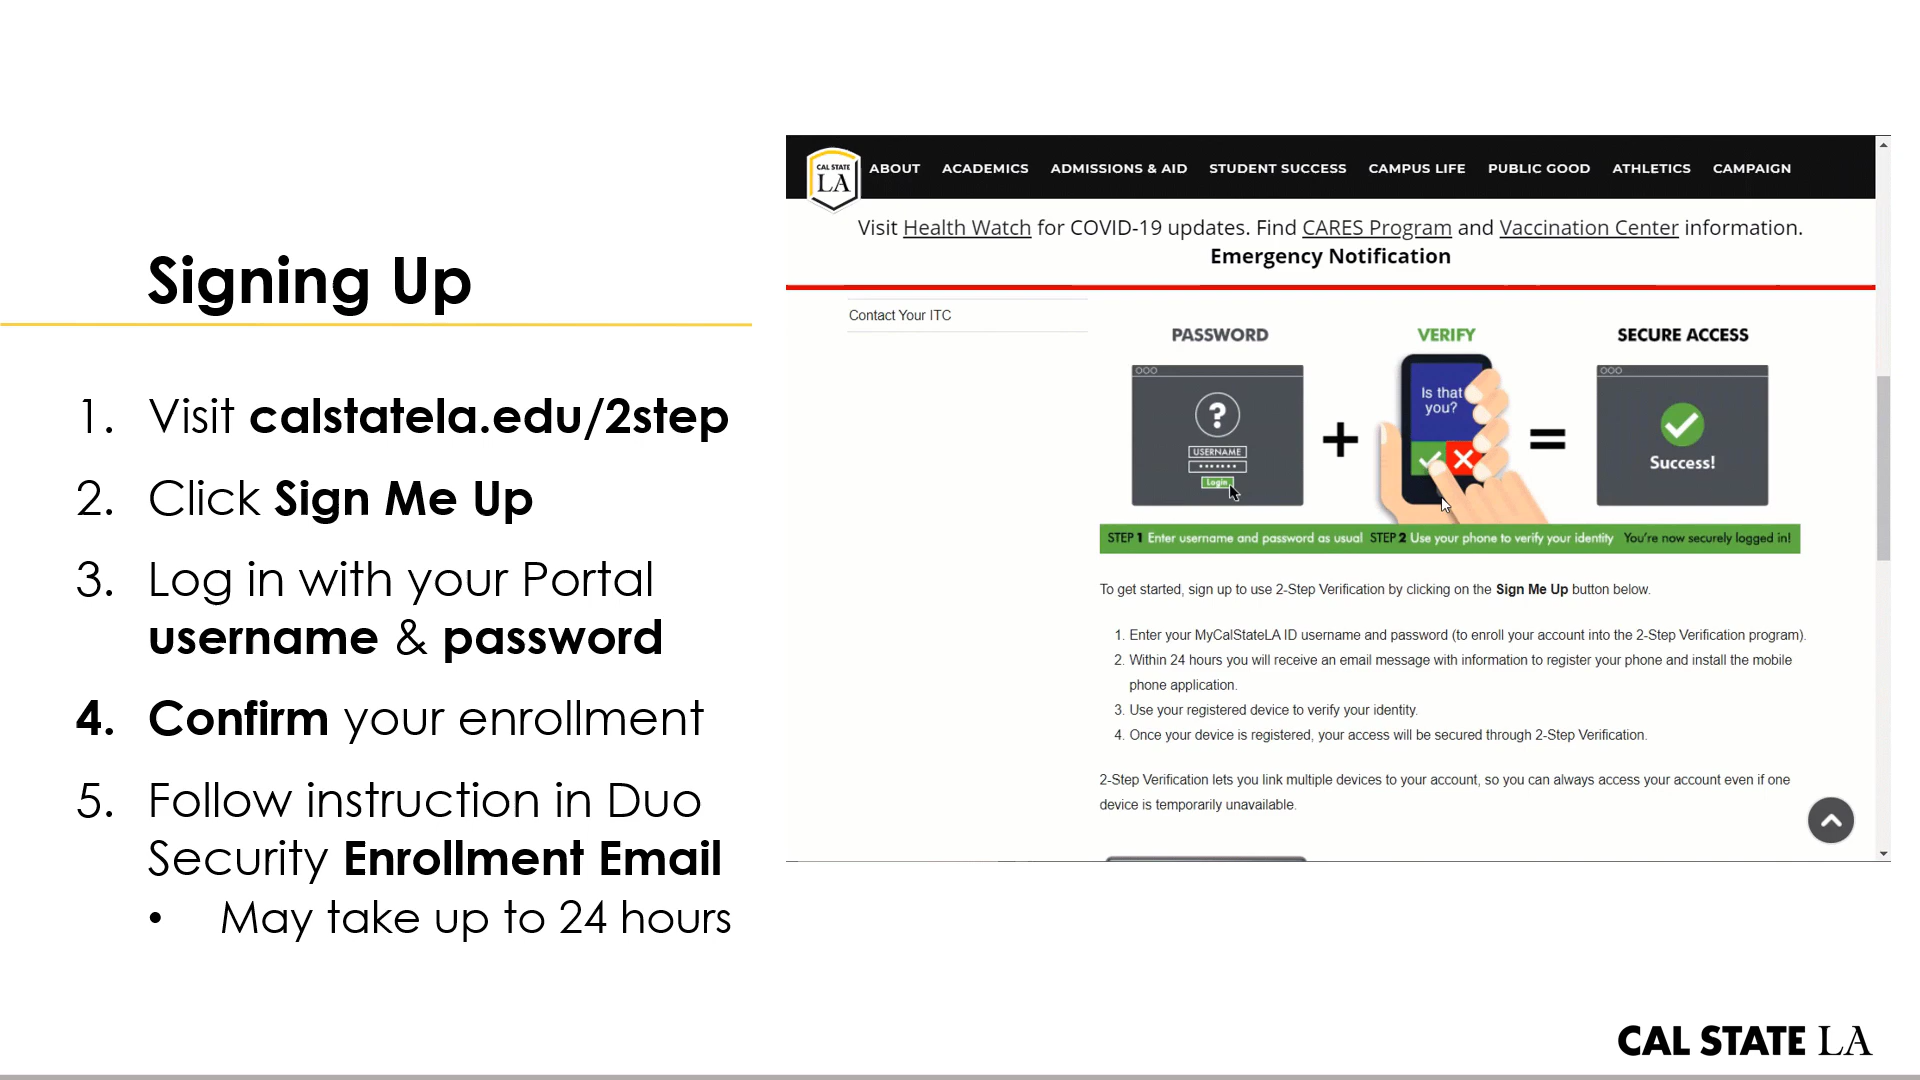 Signing Up
1. Visit calstatela.edu/2step
2. Click Sign Me Up
3. Log in with your Portal
username & password
4. Confirm your enrollment
5. Follow instruction in Duo
Security Enrollment Email
• May take up to 24 hours
CAL STATE
LA
ABOUT ACADEMICS ADMISSIONS & AID STUDENT SUCCESS CAMPUS LIFE PUBLIC GOOD ATHLETICS CAMPAIGN
Visit Health Watch for COVID-19 updates. Find CARES Program and Vaccination Center information.
Emergency Notification
Contact Your ITC
PASSWORD VERIFY SECURE ACCESS
?
USERNAME
Login
+
Is that
you?
=
Success!
STEP 1 Enter username and password as usual STEP 2 Use your phone to verify your identity You're now securely logged in!
To get started, sign up to use 2-Step Verification by clicking on the Sign Me Up button below.
1. Enter your MyCalStateLA ID username and password (to enroll your account into the 2-Step Verification program).
2. Within 24 hours you will receive an email message with information to register your phone and install the mobile
phone application.
3. Use your registered device to verify your identity.
4. Once your device is registered, your access will be secured through 2-Step Verification.
2-Step Verification lets you link multiple devices to your account, so you can always access your account even if one
device is temporarily unavailable.
CAL STATE LA